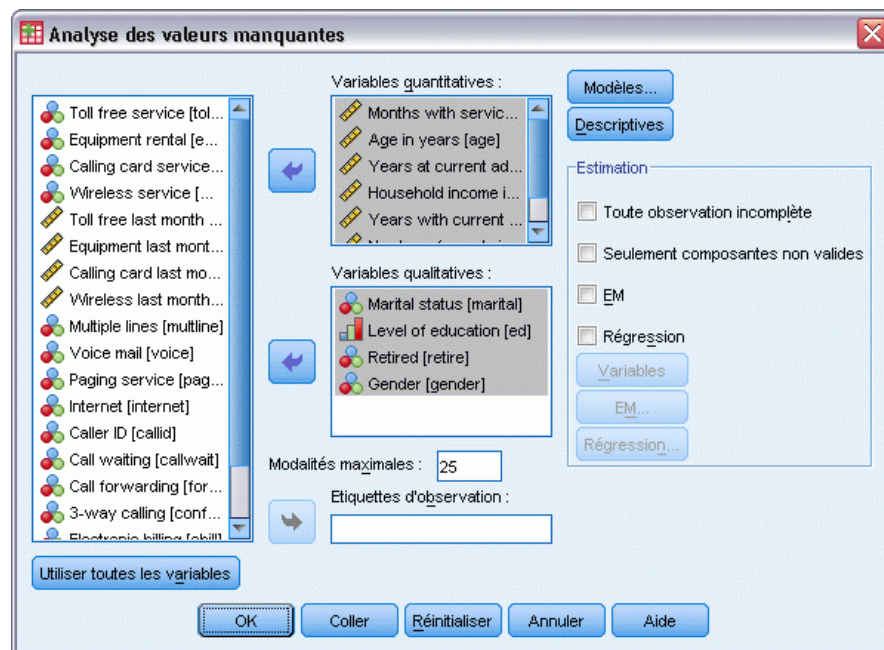 Analyse des valeurs manquantes
Toll free service [tol...
Equipment rental [e...
Calling card service...
Wireless service [...
Toll free last month ...
Equipment last mont...
Calling card last mo...
Wireless last month...
Multiple lines [multline]
Voice mail [voice]
Paging service [pag...
Internet [internet]
Caller ID [callid]
Call waiting [callwait]
Call forwarding [for...
3-way calling [conf...
Electronic billing [ebill]
Utiliser toutes les variables
Variables quantitatives :
Months with servic...
Age in years [age]
Years at current ad...
Household income i...
Years with current ...
Variables qualitatives :
Marital status [marital]
Level of education [ed]
Retired [retire]
Gender [gender]
Modalités maximales : 25
Etiquettes d'observation :
Modèles...
Descriptives
Estimation
Toute observation incomplète
Seulement composantes non valides
EM
Régression
Variables
EM...
Régression...
OK
Coller
Réinitialiser
Annuler
Aide